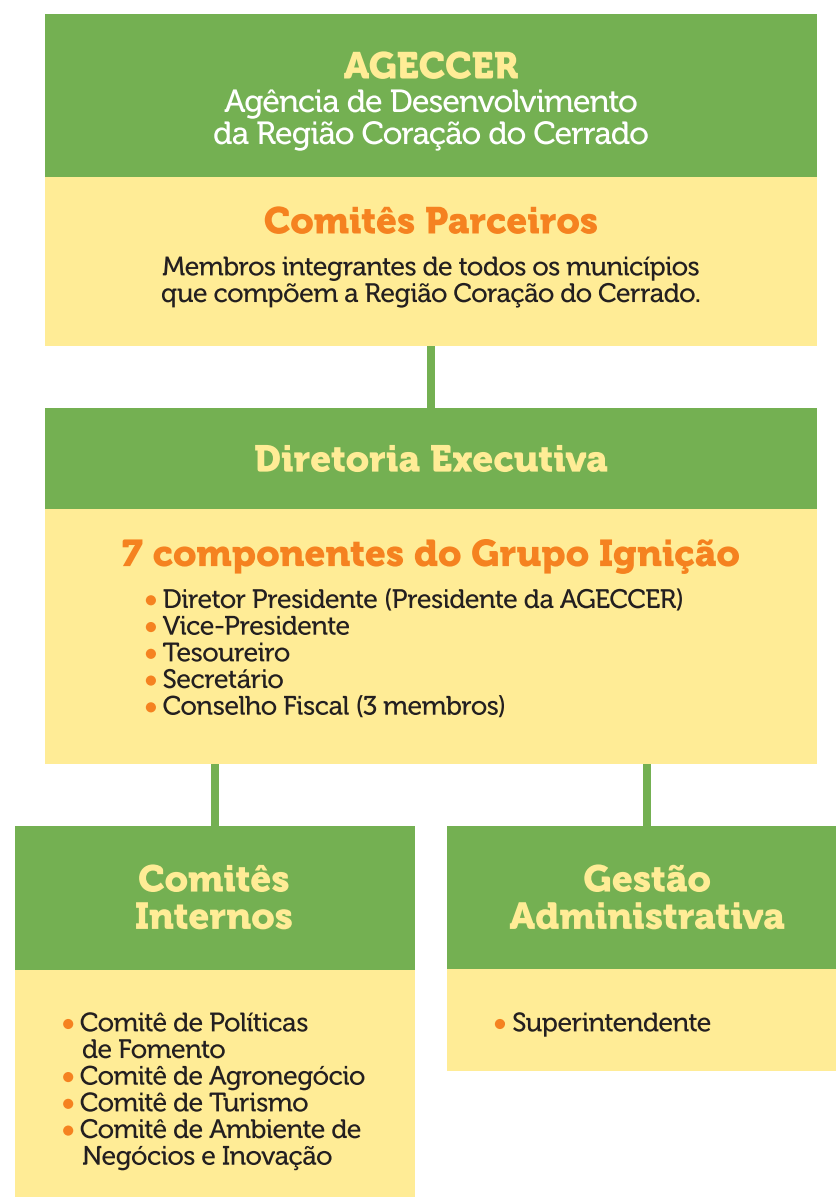 AGECCER
Agência de Desenvolvimento
da Região Coração do Cerrado
Comitês Parceiros
Membros integrantes de todos os municípios
que compõem a Região Coração do Cerrado.
Diretoria Executiva
7 componentes do Grupo Ignição
• Diretor Presidente (Presidente da AGECCER)
• Vice-Presidente
• Tesoureiro
• Secretário
• Conselho Fiscal (3 membros)
Comitês
Internos
• Comitê de Políticas
de Fomento
• Comitê de Agronegócio
• Comitê de Turismo
• Comitê de Ambiente de
Negócios e Inovação
Gestão
Administrativa
• Superintendente